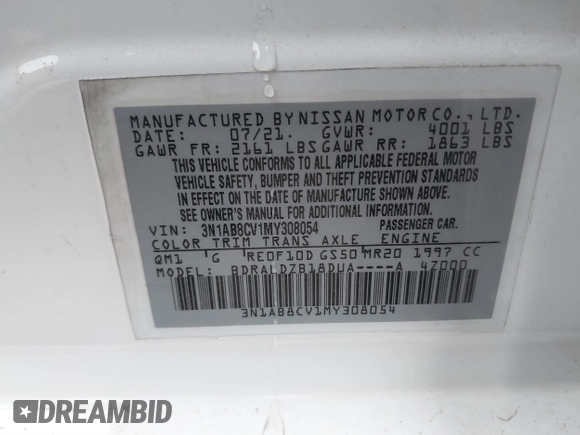 MANUFACTURED BY NISSAN MOTOR CO., LTD.
DATE: 07/21. GVWR: 4001 LBS
GAWR FR: 2161 LBS GAWR RR: 1863 LBS
THIS VEHICLE CONFORMS TO ALL APPLICABLE FEDERAL MOTOR
VEHICLE SAFETY, BUMPER AND THEFT PREVENTION STANDARDS
IN EFFECT ON THE DATE OF MANUFACTURE SHOWN ABOVE.
SEE OWNER'S MANUAL FOR ADDITIONAL INFORMATION.
VIN: 3N1AB8CV1MY308054 PASSENGER CAR.
COLOR TRIM TRANS AXLE ENGINE
QM1 G RE0F10D GS50 MR20 1997 CC
MODEL: BDRALDZB18DUA----A 4Z000
3N1AB8CV1MY308054
DREAMBID